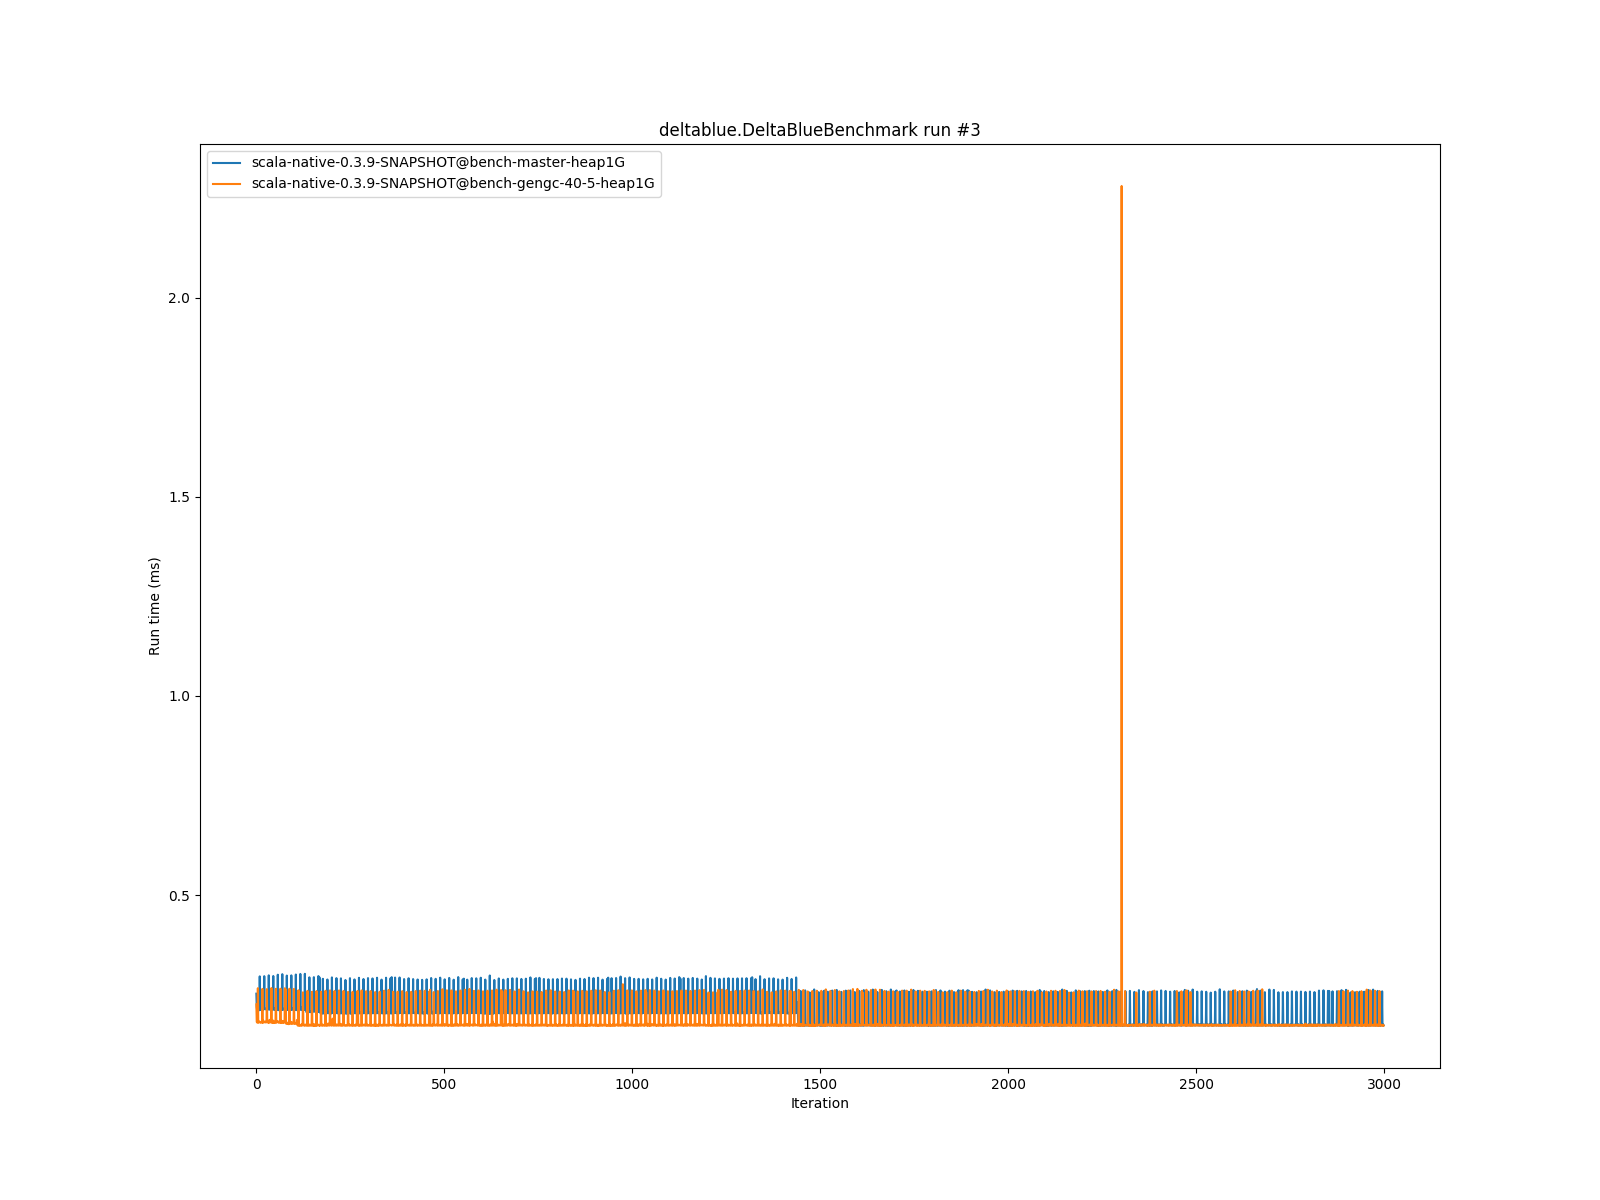 deltablue.DeltaBlueBenchmark run #3
scala-native-0.3.9-SNAPSHOT@bench-master-heap1G
scala-native-0.3.9-SNAPSHOT@bench-gengc-40-5-heap1G
2.0
1.5
1.0
0.5
Run time (ms)
0 500 1000 1500 2000 2500 3000
Iteration